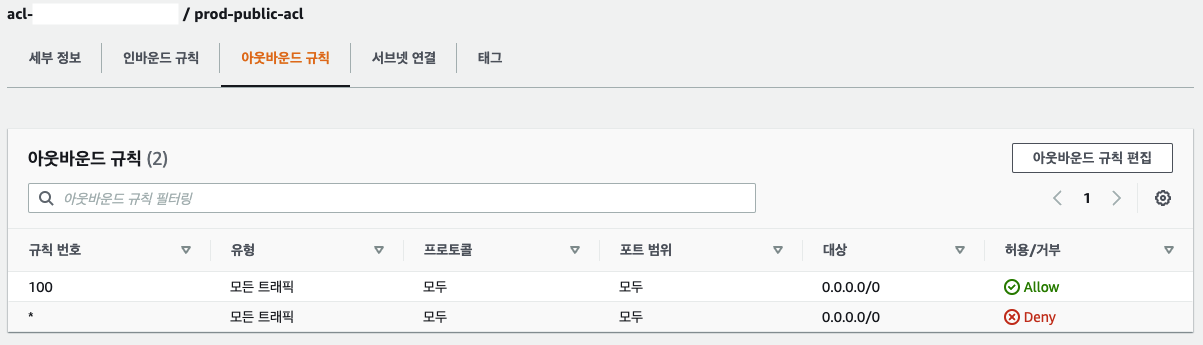 acl- / prod-public-acl
세부 정보 인바운드 규칙 아웃바운드 규칙 서브넷 연결 태그
아웃바운드 규칙 (2) 아웃바운드 규칙 편집
아웃바운드 규칙 필터링 1
규칙 번호 유형 프로토콜 포트 범위 대상 허용/거부
100 모든 트래픽 모두 모두 0.0.0.0/0 Allow
* 모든 트래픽 모두 모두 0.0.0.0/0 Deny